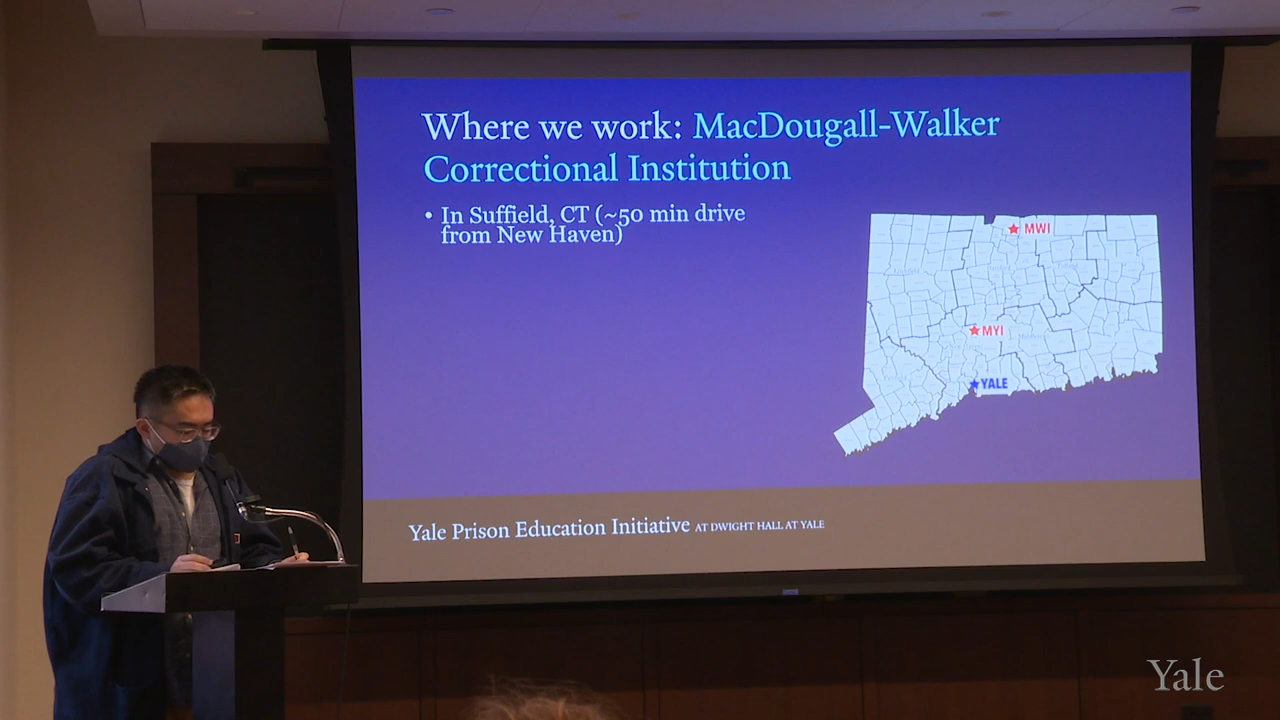 Where we work: MacDougall-Walker
Correctional Institution
• In Suffield, CT (~50 min drive
from New Haven)
★ MWI
★ MYI
★ YALE
Yale Prison Education Initiative AT DWIGHT HALL AT YALE
Yale